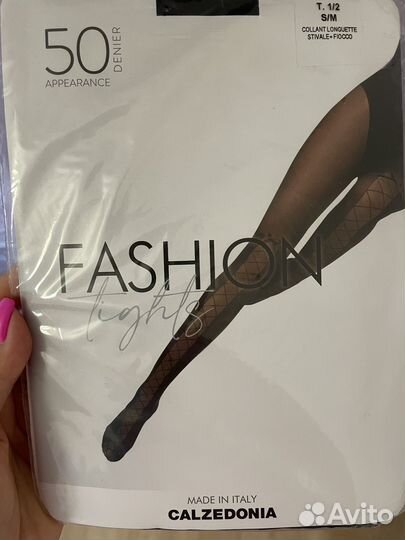 50
DENIER
APPEARANCE
T. 1/2
S/M
COLLANT LONGUETTE
STIVALE+FIOCCO
FASHION
tights
MADE IN ITALY
CALZEDONIA
Avito